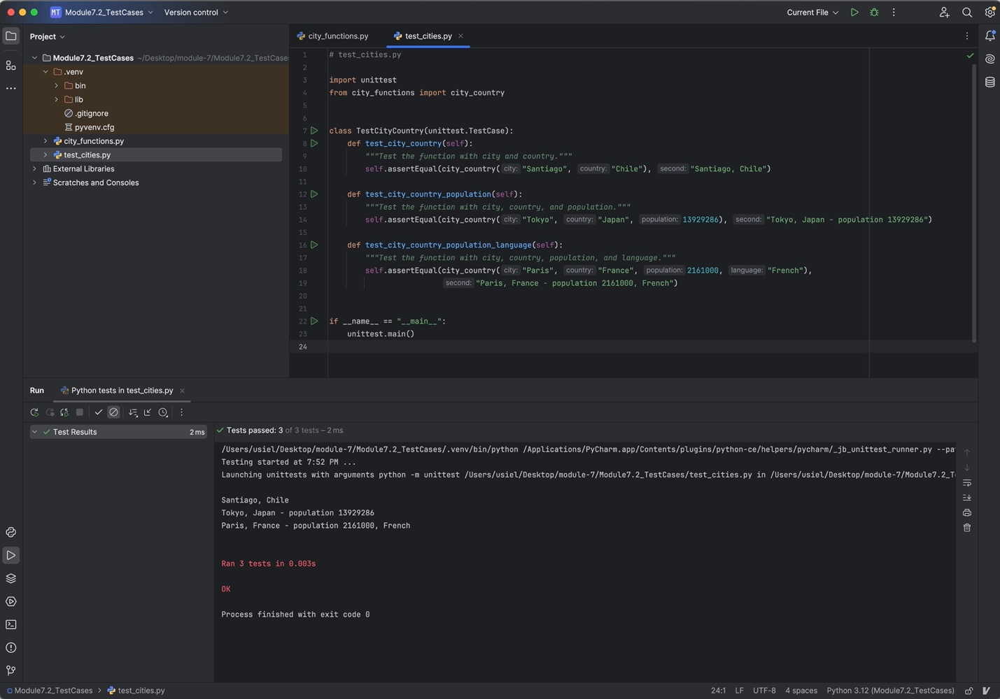 MT Module7.2_TestCases Version control Current File
Project
city_functions.py test_cities.py
Module7.2_TestCases ~/Desktop/module-7/Module7.2_TestCase
.venv
bin
lib
.gitignore
pyvenv.cfg
city_functions.py
test_cities.py
External Libraries
Scratches and Consoles
1 # test_cities.py
2
3 import unittest
4 from city_functions import city_country
5
6
7 class TestCityCountry(unittest.TestCase):
8 def test_city_country(self):
9 """Test the function with city and country."""
10 self.assertEqual(city_country( city: "Santiago", country: "Chile"), second: "Santiago, Chile")
11
12 def test_city_country_population(self):
13 """Test the function with city, country, and population."""
14 self.assertEqual(city_country( city: "Tokyo", country: "Japan", population: 13929286), second: "Tokyo, Japan - population 13929286")
15
16 def test_city_country_population_language(self):
17 """Test the function with city, country, population, and language."""
18 self.assertEqual(city_country( city: "Paris", country: "France", population: 2161000, language: "French"),
19 second: "Paris, France - population 2161000, French")
20
21
22 if __name__ == "__main__":
23 unittest.main()
24
Run Python tests in test_cities.py
Test Results 2 ms
Tests passed: 3 of 3 tests – 2 ms
/Users/usiel/Desktop/module-7/Module7.2_TestCases/.venv/bin/python /Applications/PyCharm.app/Contents/plugins/python-ce/helpers/pycharm/_jb_unittest_runner.py --pa
Testing started at 7:52 PM ...
Launching unittests with arguments python -m unittest /Users/usiel/Desktop/module-7/Module7.2_TestCases/test_cities.py in /Users/usiel/Desktop/module-7/Module7.2_T
Santiago, Chile
Tokyo, Japan - population 13929286
Paris, France - population 2161000, French
Ran 3 tests in 0.003s
OK
Process finished with exit code 0
Module7.2_TestCases test_cities.py 24:1 LF UTF-8 4 spaces Python 3.12 (Module7.2_TestCases)